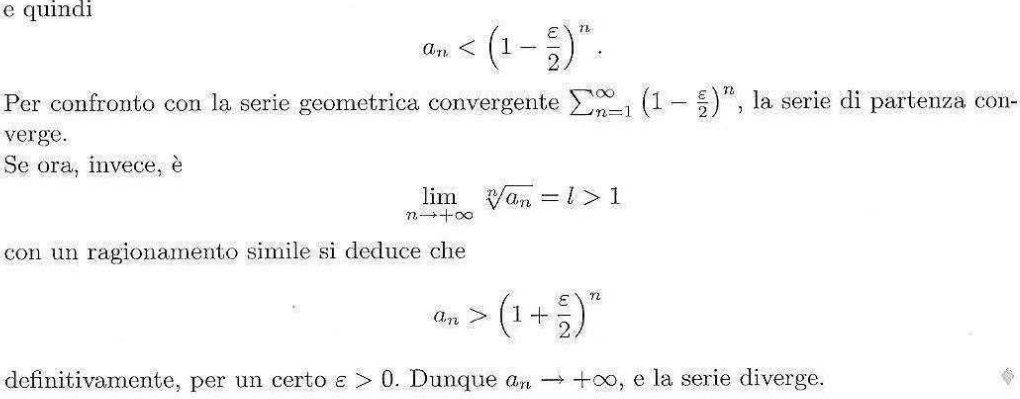 e quindi
a_n < (1 − ε/2)^n.
Per confronto con la serie geometrica convergente ∑_{n=1}^{∞} (1 − ε/2)^n, la serie di partenza con-
verge.
Se ora, invece, è
lim_{n→+∞} ⁿ√a_n = l > 1
con un ragionamento simile si deduce che
a_n > (1 + ε/2)^n
definitivamente, per un certo ε > 0. Dunque a_n → +∞, e la serie diverge.